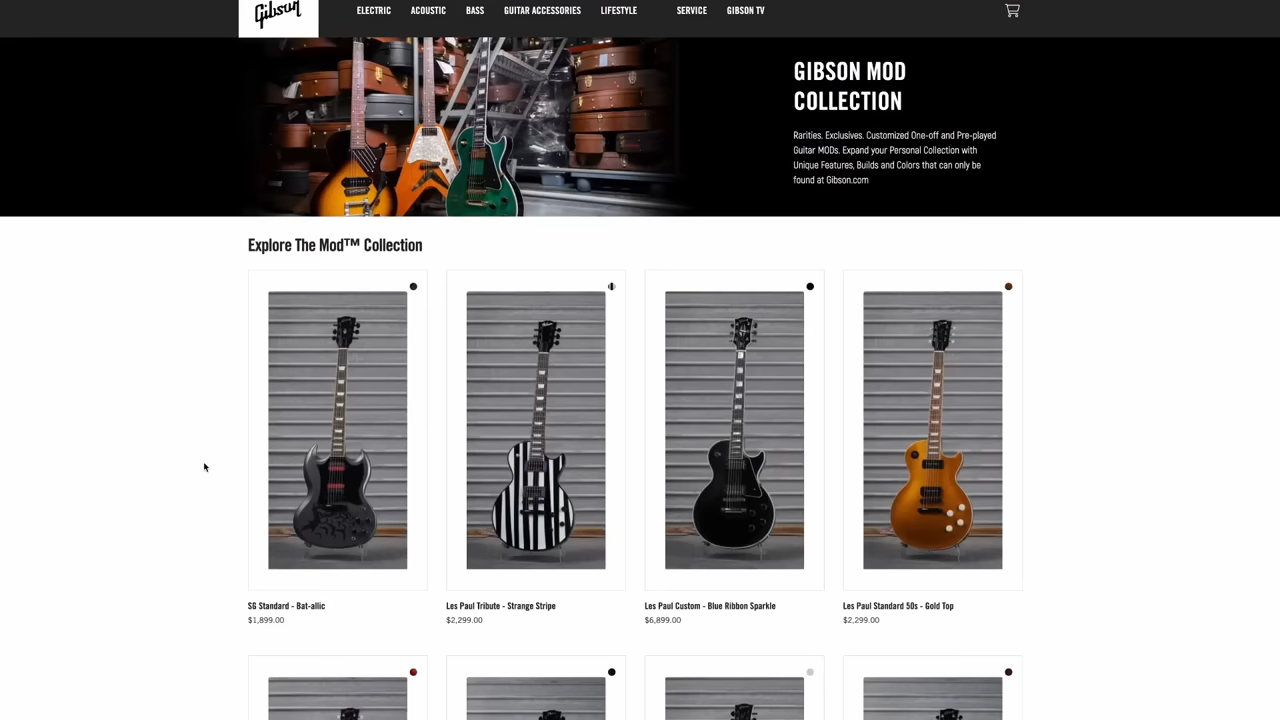 Gibson
ELECTRIC ACOUSTIC BASS GUITAR ACCESSORIES LIFESTYLE SERVICE GIBSON TV
GIBSON MOD
COLLECTION
Rarities. Exclusives. Customized One-off and Pre-played
Guitar MODs. Expand your Personal Collection with
Unique Features, Builds and Colors that can only be
found at Gibson.com
Explore The Mod™ Collection
SG Standard - Bat-allic
$1,899.00
Les Paul Tribute - Strange Stripe
$2,299.00
Les Paul Custom - Blue Ribbon Sparkle
$6,899.00
Les Paul Standard 50s - Gold Top
$2,299.00